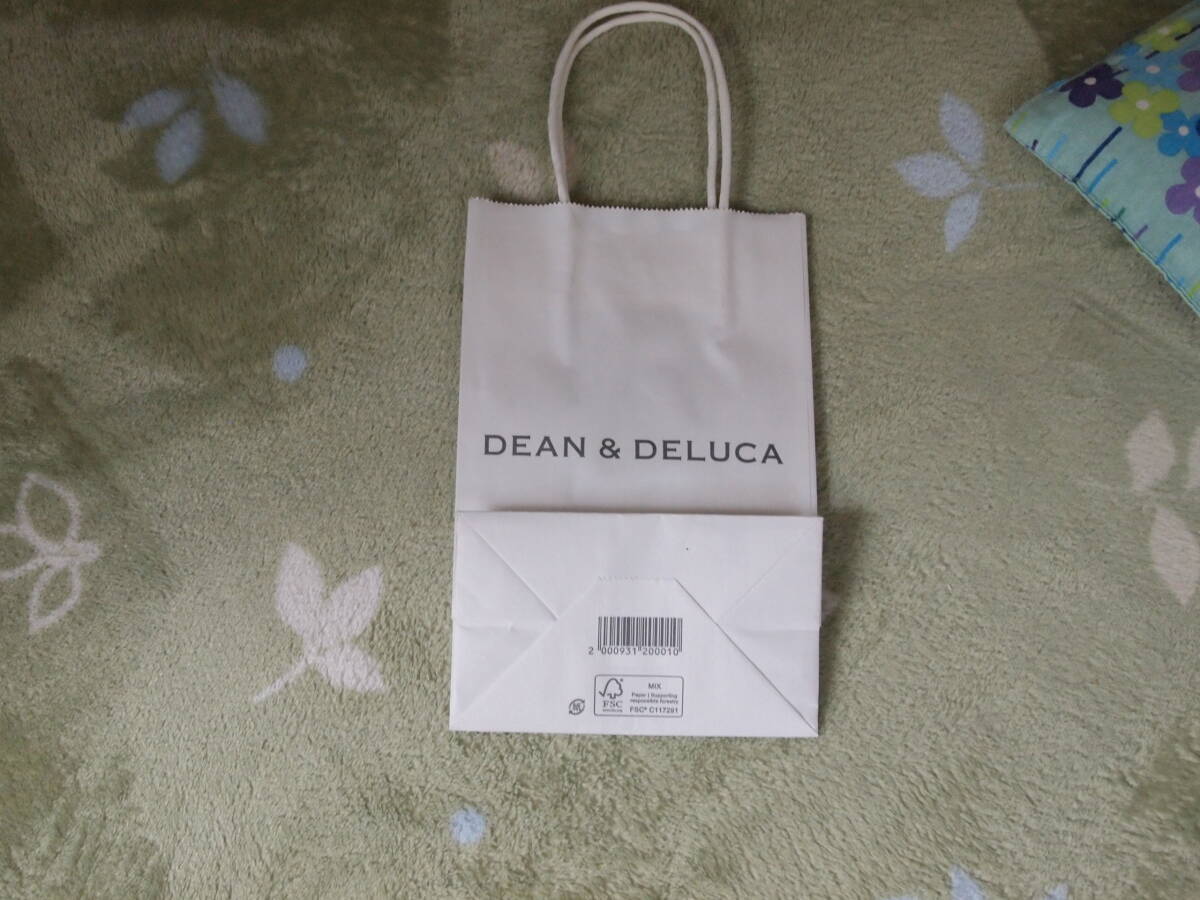 DEAN & DELUCA
2 000931 200010
MIX
Paper | Supporting
responsible forestry
FSC® C117281
FSC